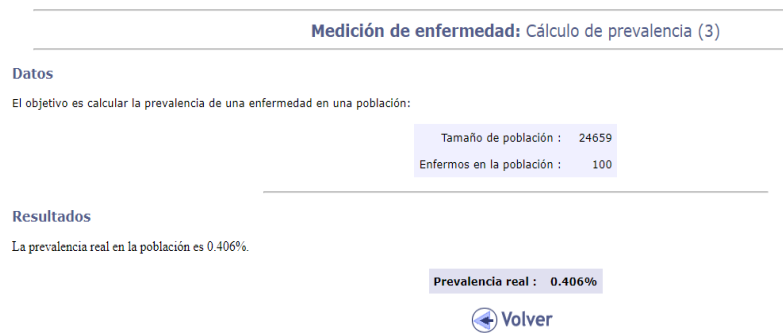 Medición de enfermedad: Cálculo de prevalencia (3)
Datos
El objetivo es calcular la prevalencia de una enfermedad en una población:
Tamaño de población : 24659
Enfermos en la población : 100
Resultados
La prevalencia real en la población es 0.406%.
Prevalencia real : 0.406%
Volver